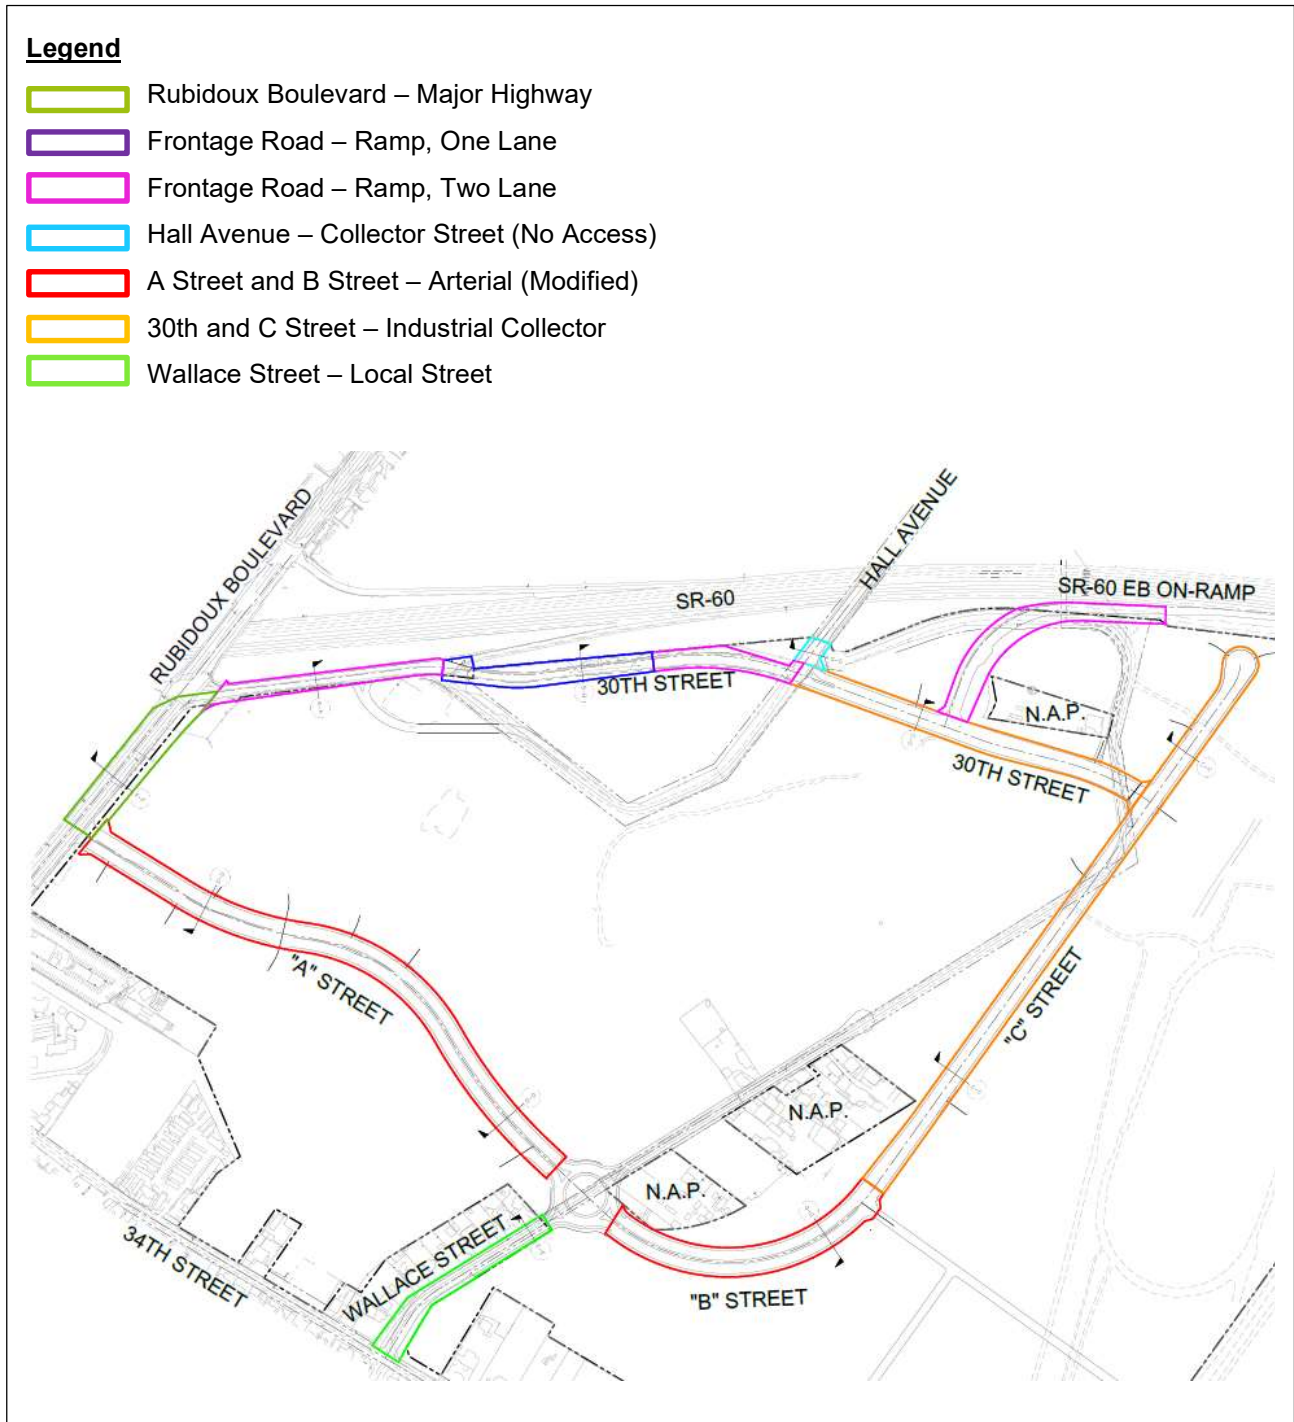 Legend
Rubidoux Boulevard – Major Highway
Frontage Road – Ramp, One Lane
Frontage Road – Ramp, Two Lane
Hall Avenue – Collector Street (No Access)
A Street and B Street – Arterial (Modified)
30th and C Street – Industrial Collector
Wallace Street – Local Street
RUBIDOUX BOULEVARD
HALL AVENUE
SR-60
SR-60 EB ON-RAMP
30TH STREET
N.A.P.
30TH STREET
"A" STREET
"C" STREET
N.A.P.
N.A.P.
WALLACE STREET
34TH STREET
"B" STREET